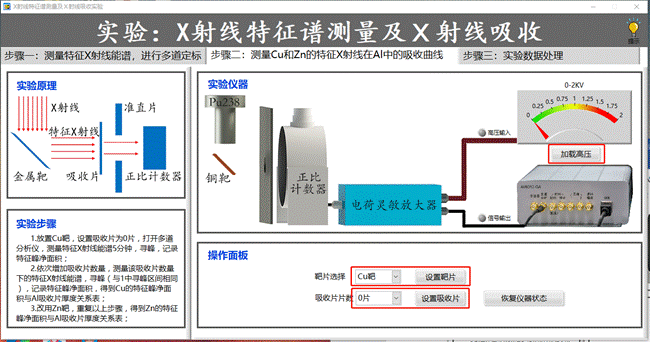 X射线特征谱测量及X射线吸收实验
实验：X射线特征谱测量及X射线吸收
提示
步骤一：测量特征X射线能谱，进行多道定标
步骤二：测量Cu和Zn的特征X射线在Al中的吸收曲线
步骤三：实验数据处理
实验原理
X射线
准直片
特征X射线
金属靶
吸收片
正比计数器
实验步骤
1.放置Cu靶，设置吸收片为0片，打开多道
分析仪，测量特征X射线能谱5分钟，寻峰，记录
特征峰净面积；
2.依次增加吸收片数量，测量该吸收片数量
下的特征X射线能谱，寻峰（与1中寻峰区间相同
），记录特征峰净面积，得到Cu的特征峰净面
积与Al吸收片厚度关系表；
3.改用Zn靶，重复以上步骤，得到Zn的特征
峰净面积与Al吸收片厚度关系表；
实验仪器
Pu238
铜靶
正比
计数器
电荷灵敏放大器
高压输入
信号输出
0-2KV
0 0.25 0.5 0.75 1 1.25 1.5 1.75 2
加载高压
操作面板
靶片选择 Cu靶 设置靶片
吸收片片数 0片 设置吸收片 恢复仪器状态